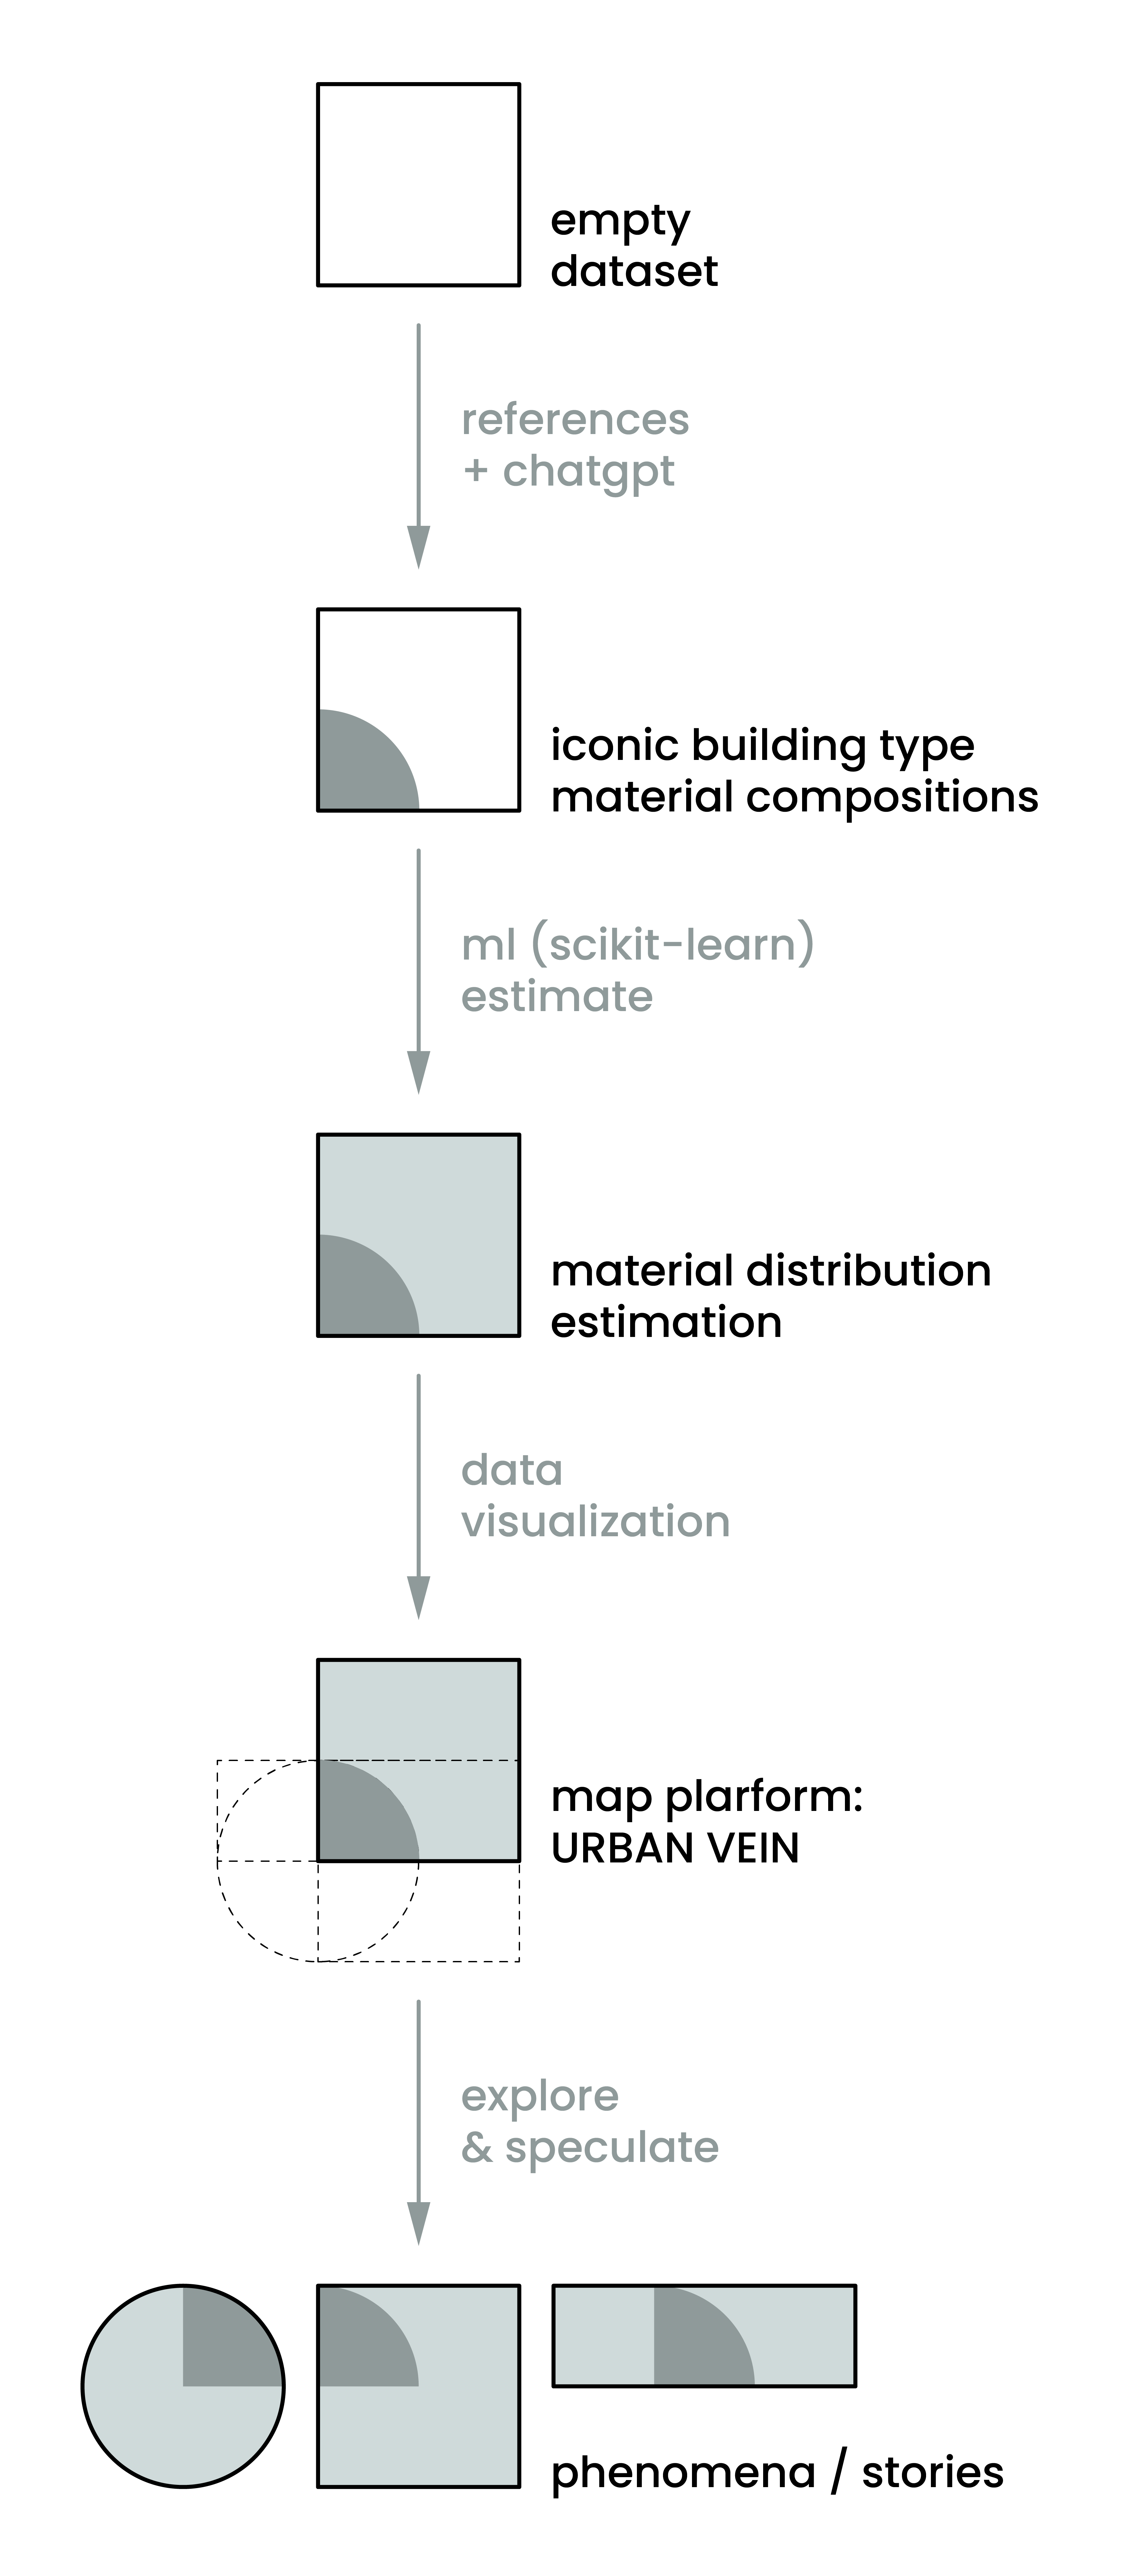 empty
dataset
references
+ chatgpt
iconic building type
material compositions
ml (scikit-learn)
estimate
material distribution
estimation
data
visualization
map plarform:
URBAN VEIN
explore
& speculate
phenomena / stories